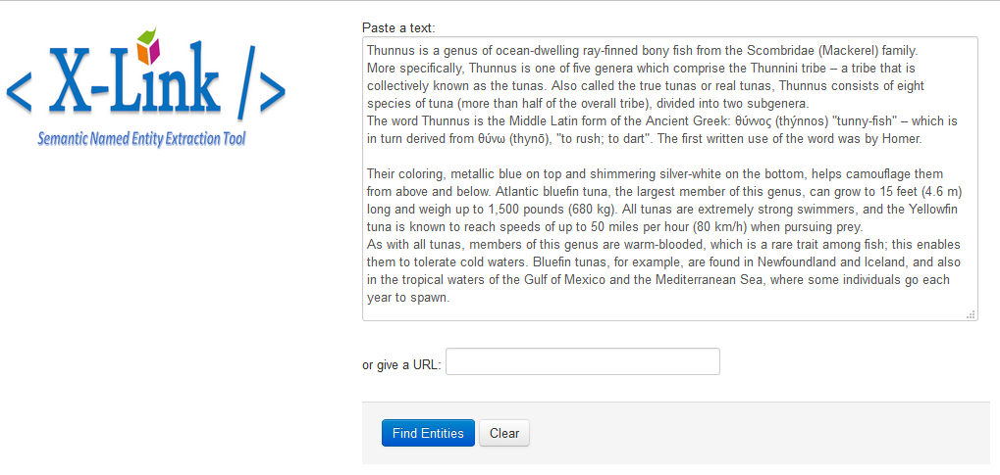 < X-Link />
Semantic Named Entity Extraction Tool
Paste a text:
Thunnus is a genus of ocean-dwelling ray-finned bony fish from the Scombridae (Mackerel) family.
More specifically, Thunnus is one of five genera which comprise the Thunnini tribe – a tribe that is
collectively known as the tunas. Also called the true tunas or real tunas, Thunnus consists of eight
species of tuna (more than half of the overall tribe), divided into two subgenera.
The word Thunnus is the Middle Latin form of the Ancient Greek: θύννος (thýnnos) "tunny-fish" – which is
in turn derived from θύνω (thynō), "to rush; to dart". The first written use of the word was by Homer.
Their coloring, metallic blue on top and shimmering silver-white on the bottom, helps camouflage them
from above and below. Atlantic bluefin tuna, the largest member of this genus, can grow to 15 feet (4.6 m)
long and weigh up to 1,500 pounds (680 kg). All tunas are extremely strong swimmers, and the Yellowfin
tuna is known to reach speeds of up to 50 miles per hour (80 km/h) when pursuing prey.
As with all tunas, members of this genus are warm-blooded, which is a rare trait among fish; this enables
them to tolerate cold waters. Bluefin tunas, for example, are found in Newfoundland and Iceland, and also
in the tropical waters of the Gulf of Mexico and the Mediterranean Sea, where some individuals go each
year to spawn.
or give a URL:
Find Entities Clear